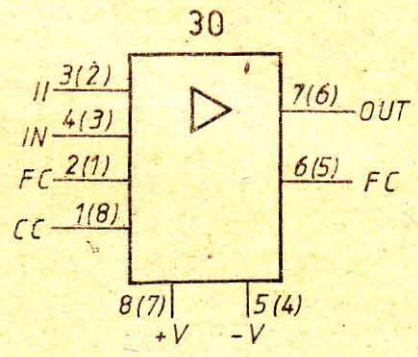 30
II 3(2)
IN 4(3)
FC 2(1)
CC 1(8)
7(6) OUT
6(5) FC
8(7) 5(4)
+V -V